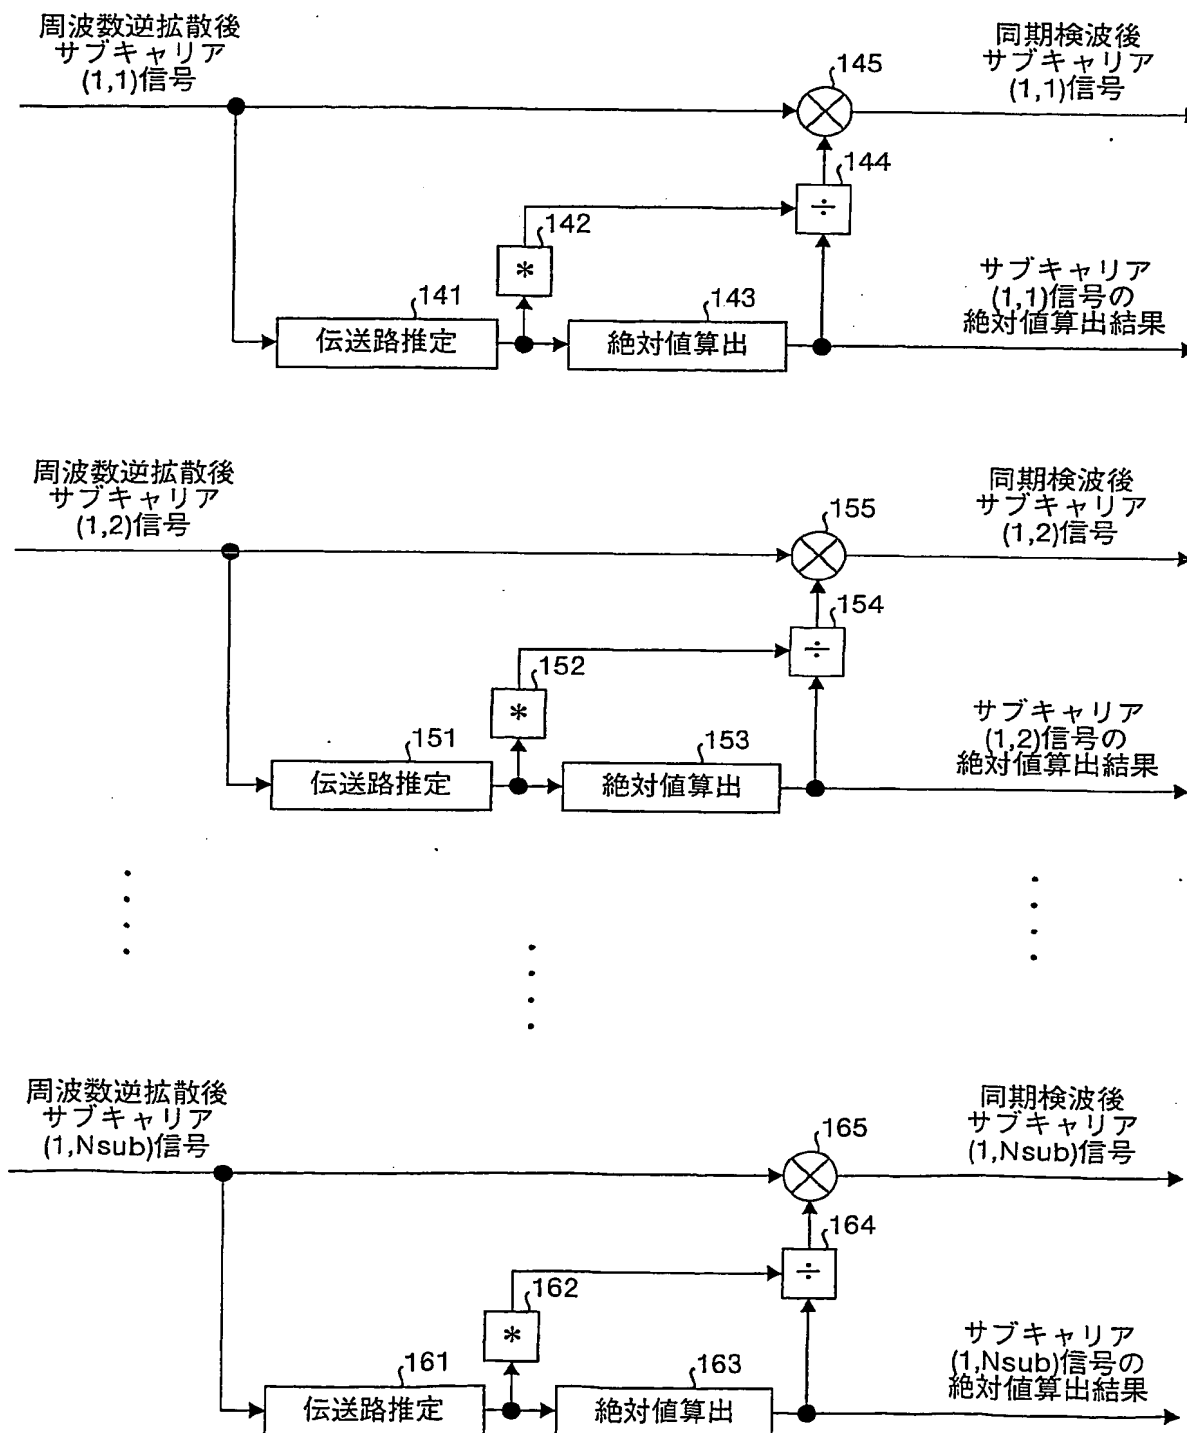 周波数逆拡散後
サブキャリア
(1,1)信号
145
同期検波後
サブキャリア
(1,1)信号
144
÷
142
*
141
伝送路推定
143
絶対値算出
サブキャリア
(1,1)信号の
絶対値算出結果
周波数逆拡散後
サブキャリア
(1,2)信号
155
同期検波後
サブキャリア
(1,2)信号
154
÷
152
*
151
伝送路推定
153
絶対値算出
サブキャリア
(1,2)信号の
絶対値算出結果
周波数逆拡散後
サブキャリア
(1,Nsub)信号
165
同期検波後
サブキャリア
(1,Nsub)信号
164
÷
162
*
161
伝送路推定
163
絶対値算出
サブキャリア
(1,Nsub)信号の
絶対値算出結果